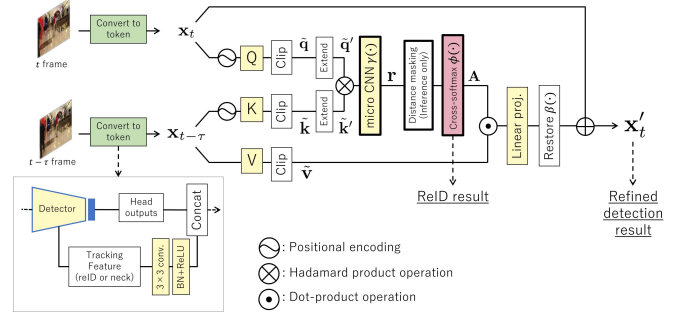 t frame
Convert to
token
x_t
Q
Clip
q̃
Extend
q̃′
micro CNN γ(·)
r
Distance masking
(Inference only)
Cross-softmax ϕ(·)
A
t − τ frame
Convert to
token
x_{t−τ}
K
Clip
k̃
Extend
k̃′
V
Clip
ṽ
Linear proj.
Restore β(·)
x′_t
ReID result
Refined
detection
result
Detector
Head
outputs
Concat
Tracking
Feature
(reID or neck)
3 × 3 conv.
BN+ReLU
: Positional encoding
: Hadamard product operation
: Dot-product operation